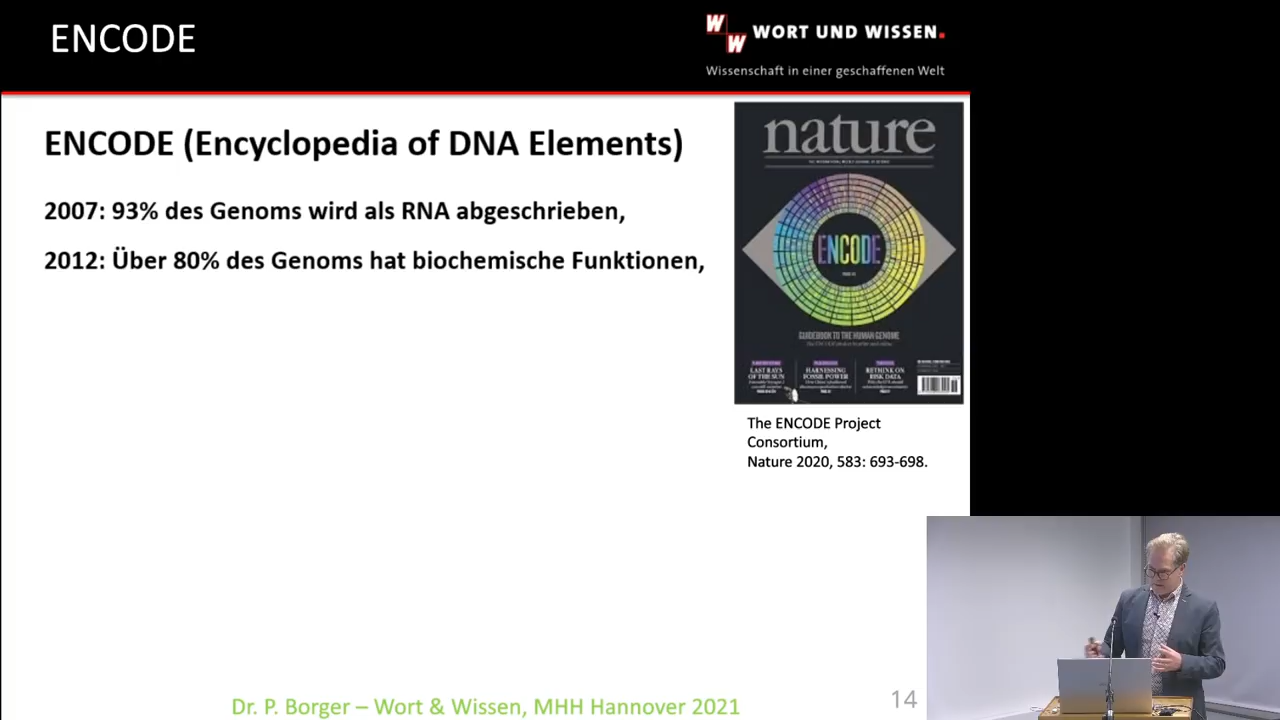 ENCODE
WORT UND WISSEN.
Wissenschaft in einer geschaffenen Welt
ENCODE (Encyclopedia of DNA Elements)
2007: 93% des Genoms wird als RNA abgeschrieben,
2012: Über 80% des Genoms hat biochemische Funktionen,
nature
ENCODE
GUIDEBOOK TO THE HUMAN GENOME
LAST RAYS
OF THE SUN
HARNESSING
FOSSIL POWER
RETHINK ON
RISK DATA
The ENCODE Project
Consortium,
Nature 2020, 583: 693-698.
Dr. P. Borger – Wort & Wissen, MHH Hannover 2021
14